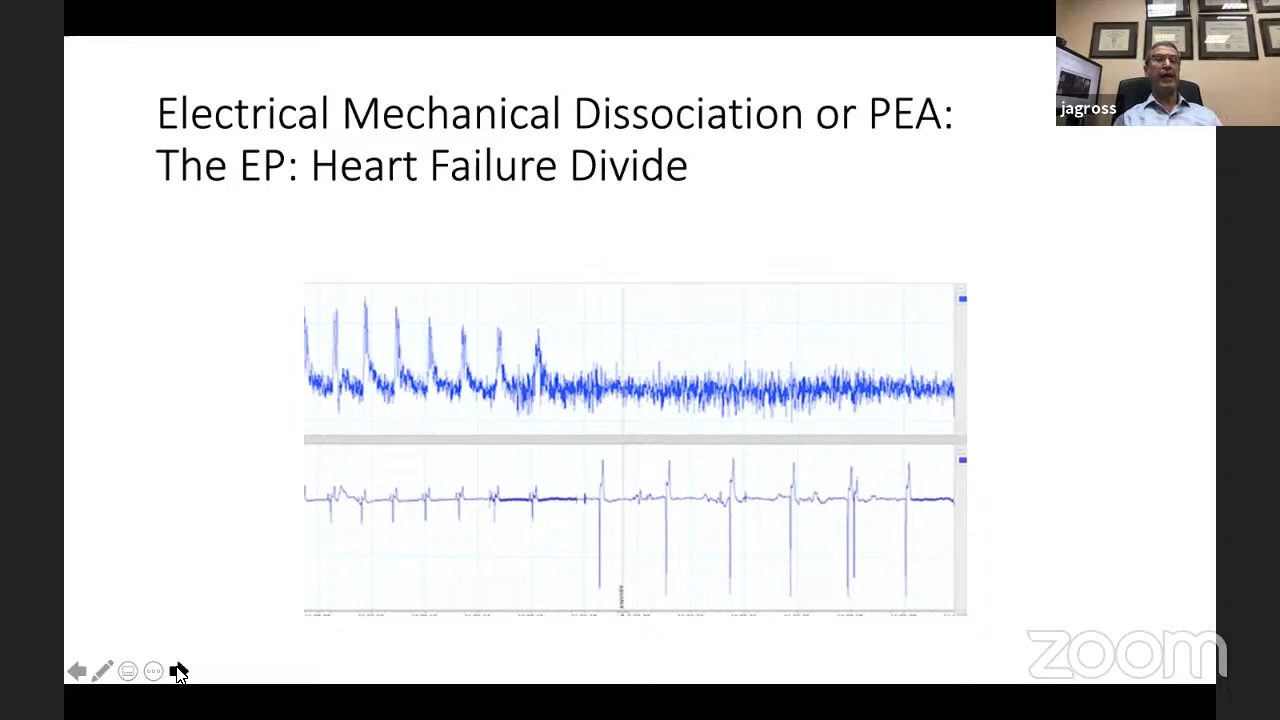 Electrical Mechanical Dissociation or PEA:
The EP: Heart Failure Divide
jagross
zoom